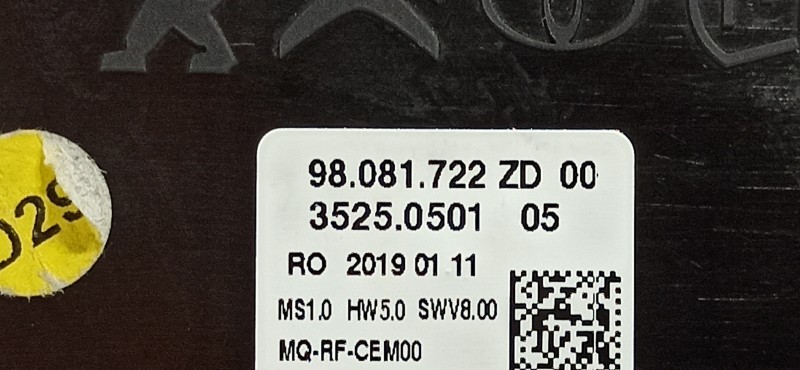 98.081.722 ZD 00
3525.0501 05
RO 2019 01 11
MS1.0 HW5.0 SWV8.00
MQ-RF-CEM00